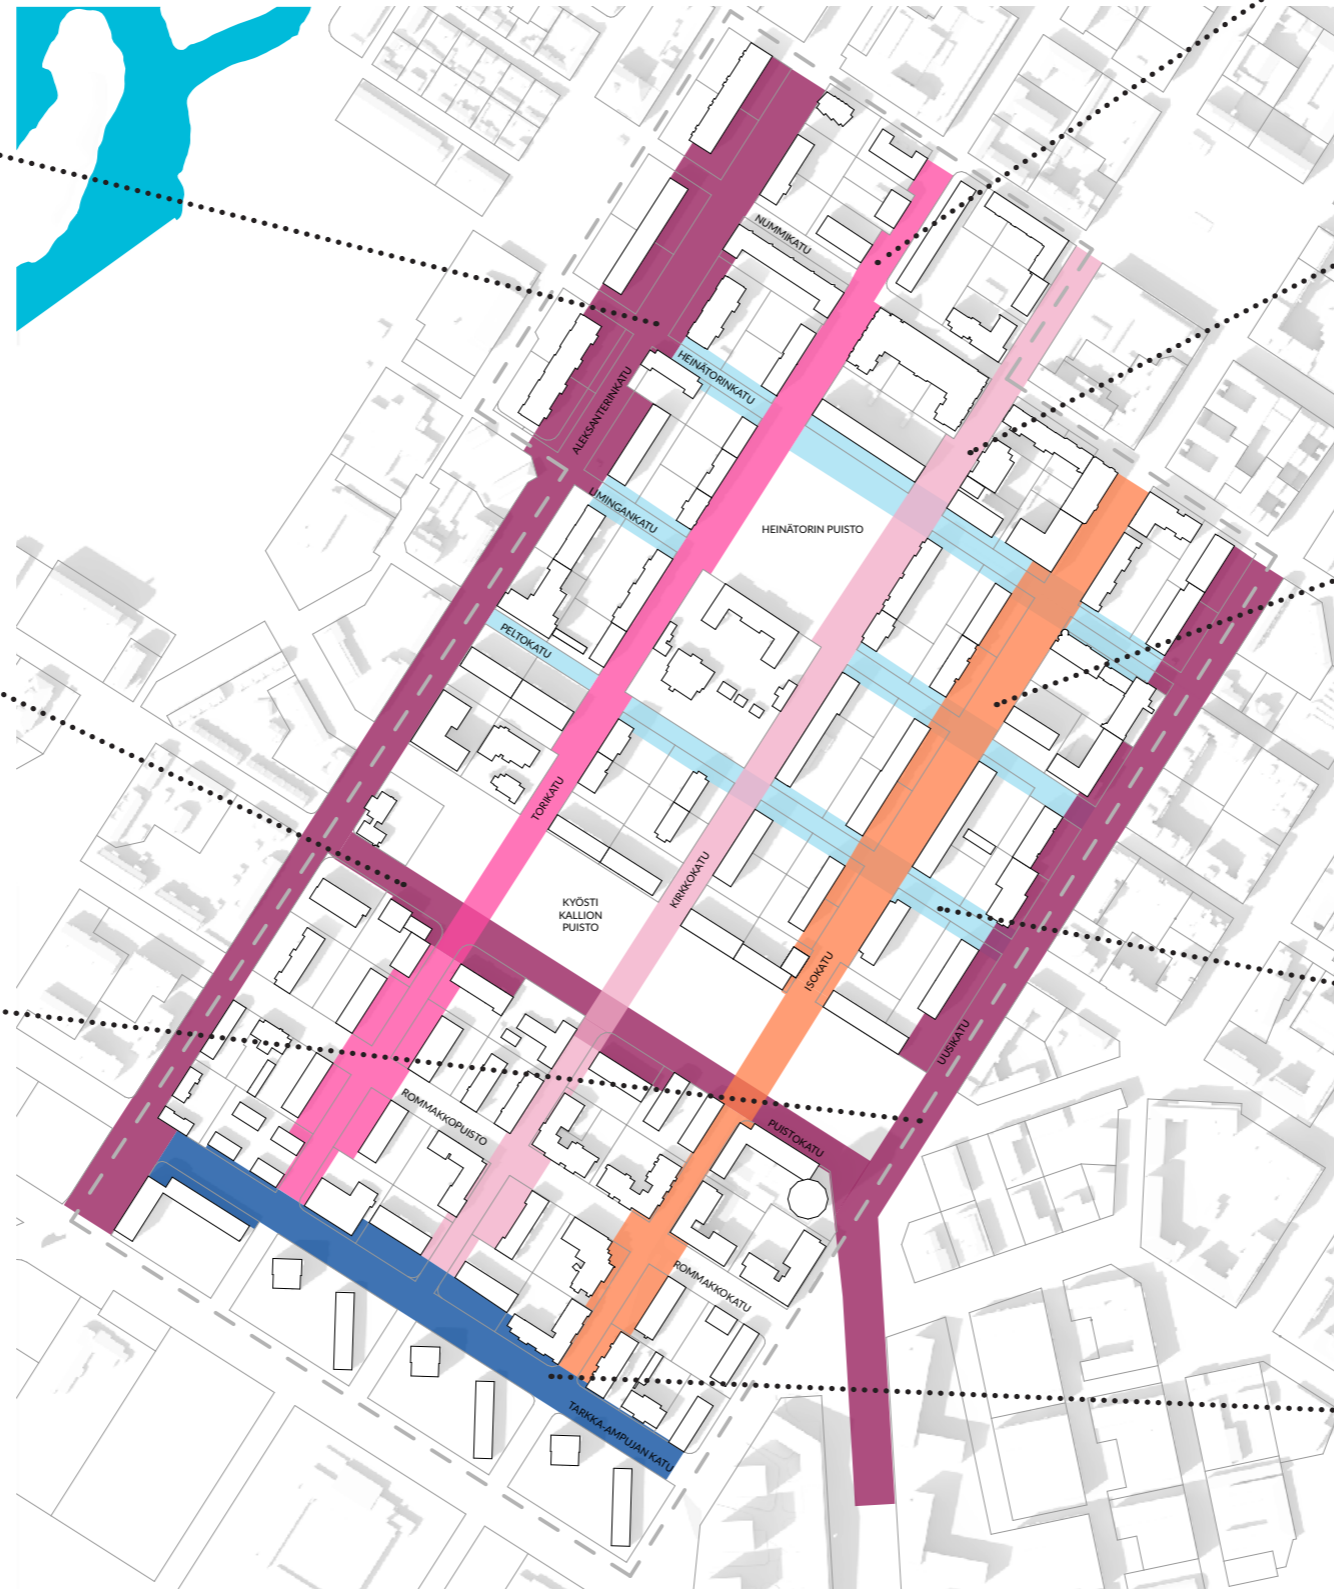 NUMMIKATU
HEINÄTORINKATU
ALEKSANTERINKATU
LIMINGANKATU
HEINÄTORIN PUISTO
PELTOKATU
TORIKATU
KIRKKOKATU
KYÖSTI
KALLION
PUISTO
ISOKATU
UUSIKATU
ROMMAKKOPUISTO
PUISTOKATU
ROMMAKKOKATU
TARKKA-AMPUJAN KATU